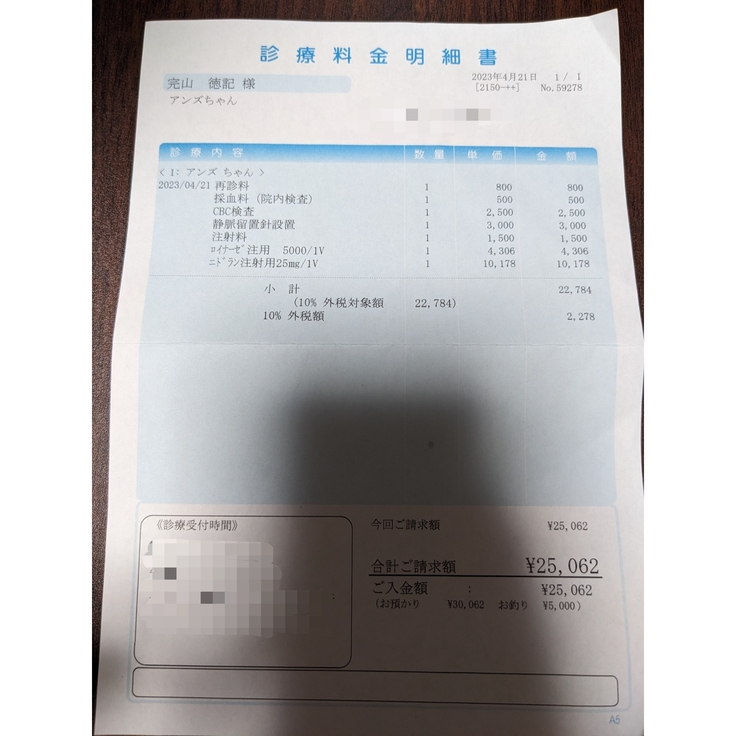 診療料金明細書
完山 徳記 様
2023年4月21日 1 / 1
アンズちゃん
[2150-++] No.59278
診療内容 数量 単価 金額
< 1: アンズ ちゃん >
2023/04/21 再診料 1 800 800
採血料 (院内検査) 1 500 500
CBC検査 1 2,500 2,500
静脈留置針設置 1 3,000 3,000
注射料 1 1,500 1,500
ロイナーゼ注用 5000/1V 1 4,306 4,306
ニドラン注射用25mg/1V 1 10,178 10,178
小 計 22,784
(10% 外税対象額 22,784)
10% 外税額 2,278
《診療受付時間》
今回ご請求額 ¥25,062
合計ご請求額 ¥25,062
ご入金額 : ¥25,062
(お預かり ¥30,062 お釣り ¥5,000)
A5